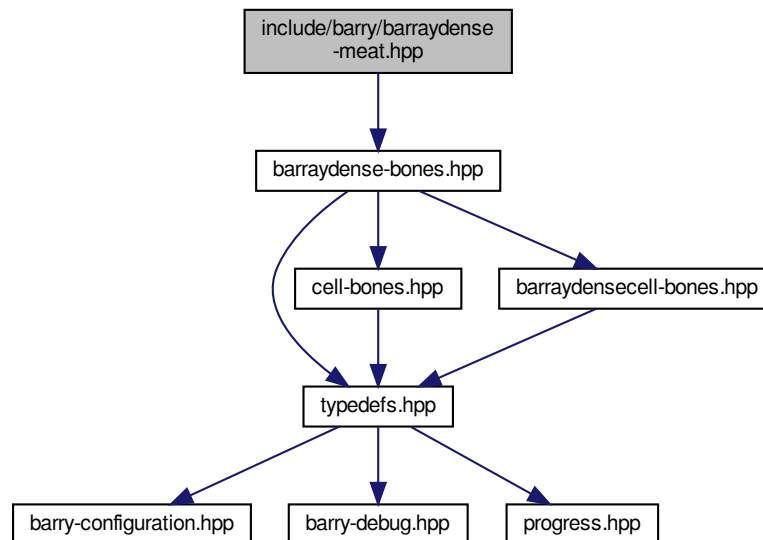 include/barry/barraydense
-meat.hpp
barraydense-bones.hpp
cell-bones.hpp
barraydensecell-bones.hpp
typedefs.hpp
barry-configuration.hpp
barry-debug.hpp
progress.hpp